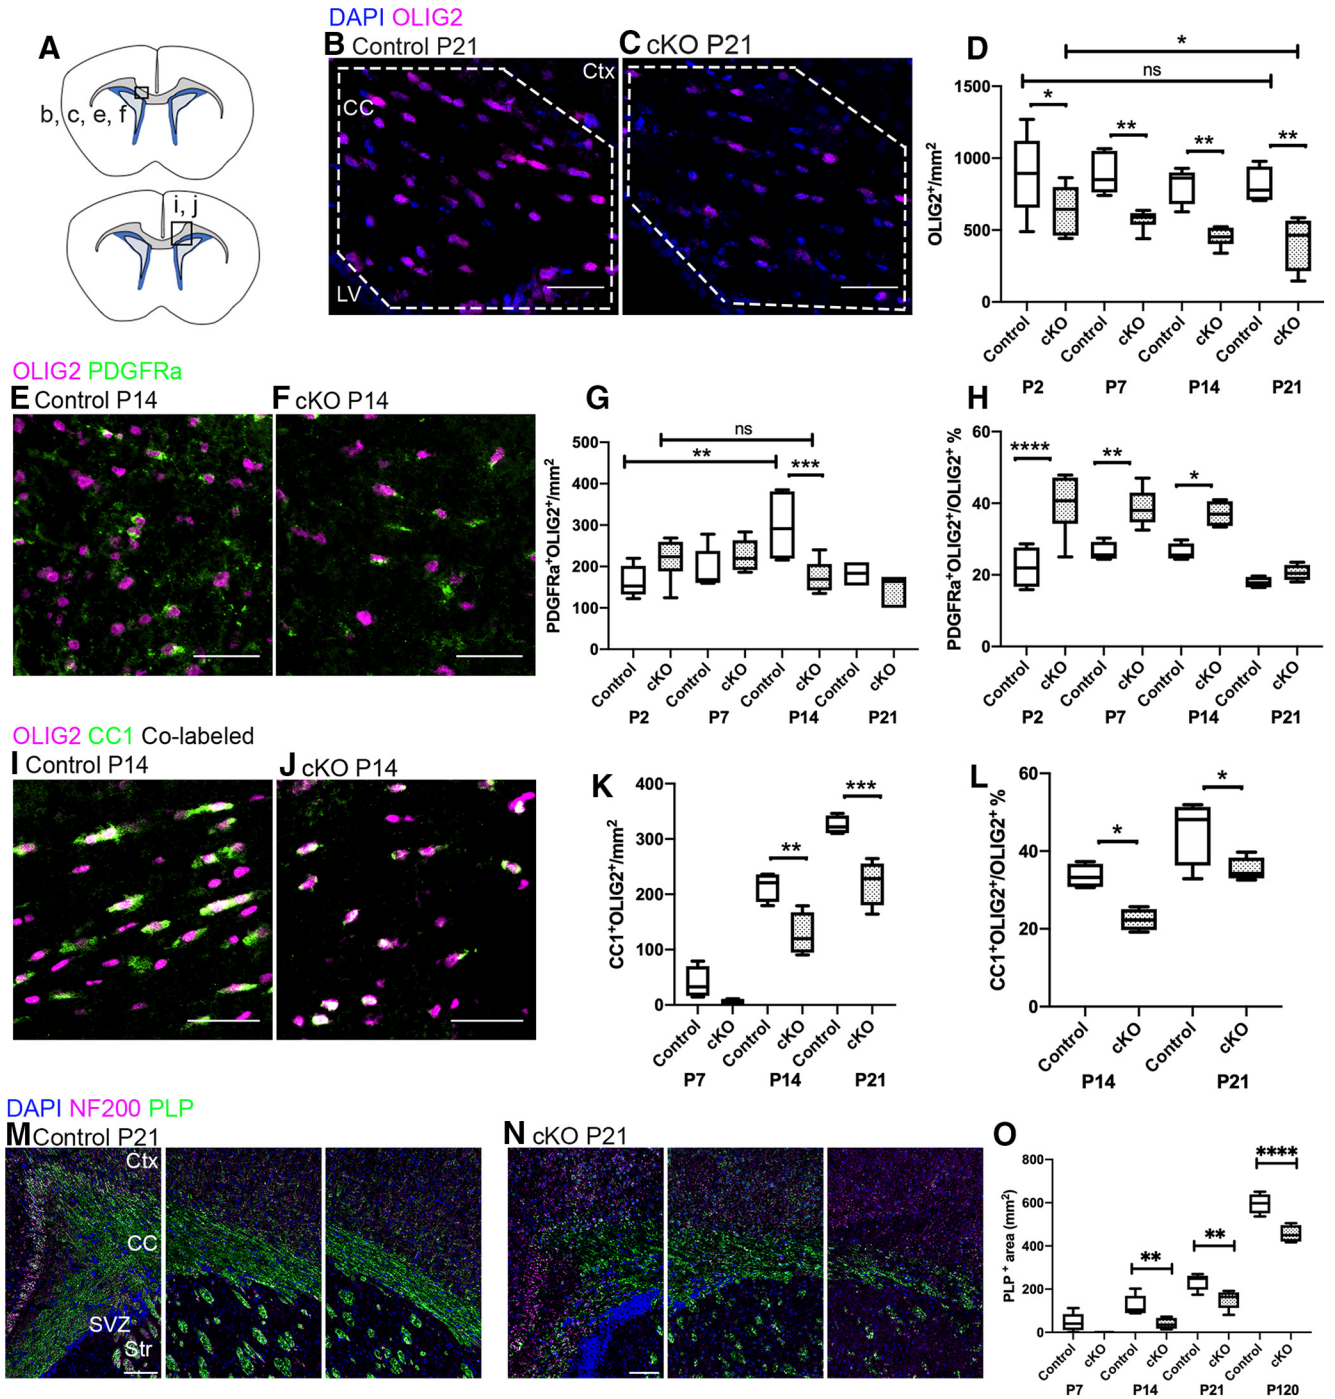 A
b, c, e, f
i, j
DAPI OLIG2
B Control P21
CC
LV
C cKO P21
Ctx
D
*
ns
* ** ** **
OLIG2⁺/mm²
1500
1000
500
0
Control cKO Control cKO Control cKO Control cKO
P2 P7 P14 P21
OLIG2 PDGFRa
E Control P14
F cKO P14
G
ns
**
***
PDGFRa⁺OLIG2⁺/mm²
500
400
300
200
100
0
Control cKO Control cKO Control cKO Control cKO
P2 P7 P14 P21
H
**** ** *
PDGFRa⁺OLIG2⁺/OLIG2⁺ %
60
40
20
0
Control cKO Control cKO Control cKO Control cKO
P2 P7 P14 P21
OLIG2 CC1 Co-labeled
I Control P14
J cKO P14
K
** ***
CC1⁺OLIG2⁺/mm²
400
300
200
100
0
Control cKO Control cKO Control cKO
P7 P14 P21
L
* *
CC1⁺OLIG2⁺/OLIG2⁺ %
60
40
20
0
Control cKO Control cKO
P14 P21
DAPI NF200 PLP
M Control P21
Ctx
CC
SVZ
Str
N cKO P21
O
** ** ****
PLP⁺ area (mm²)
800
600
400
200
0
Control cKO Control cKO Control cKO Control cKO
P7 P14 P21 P120